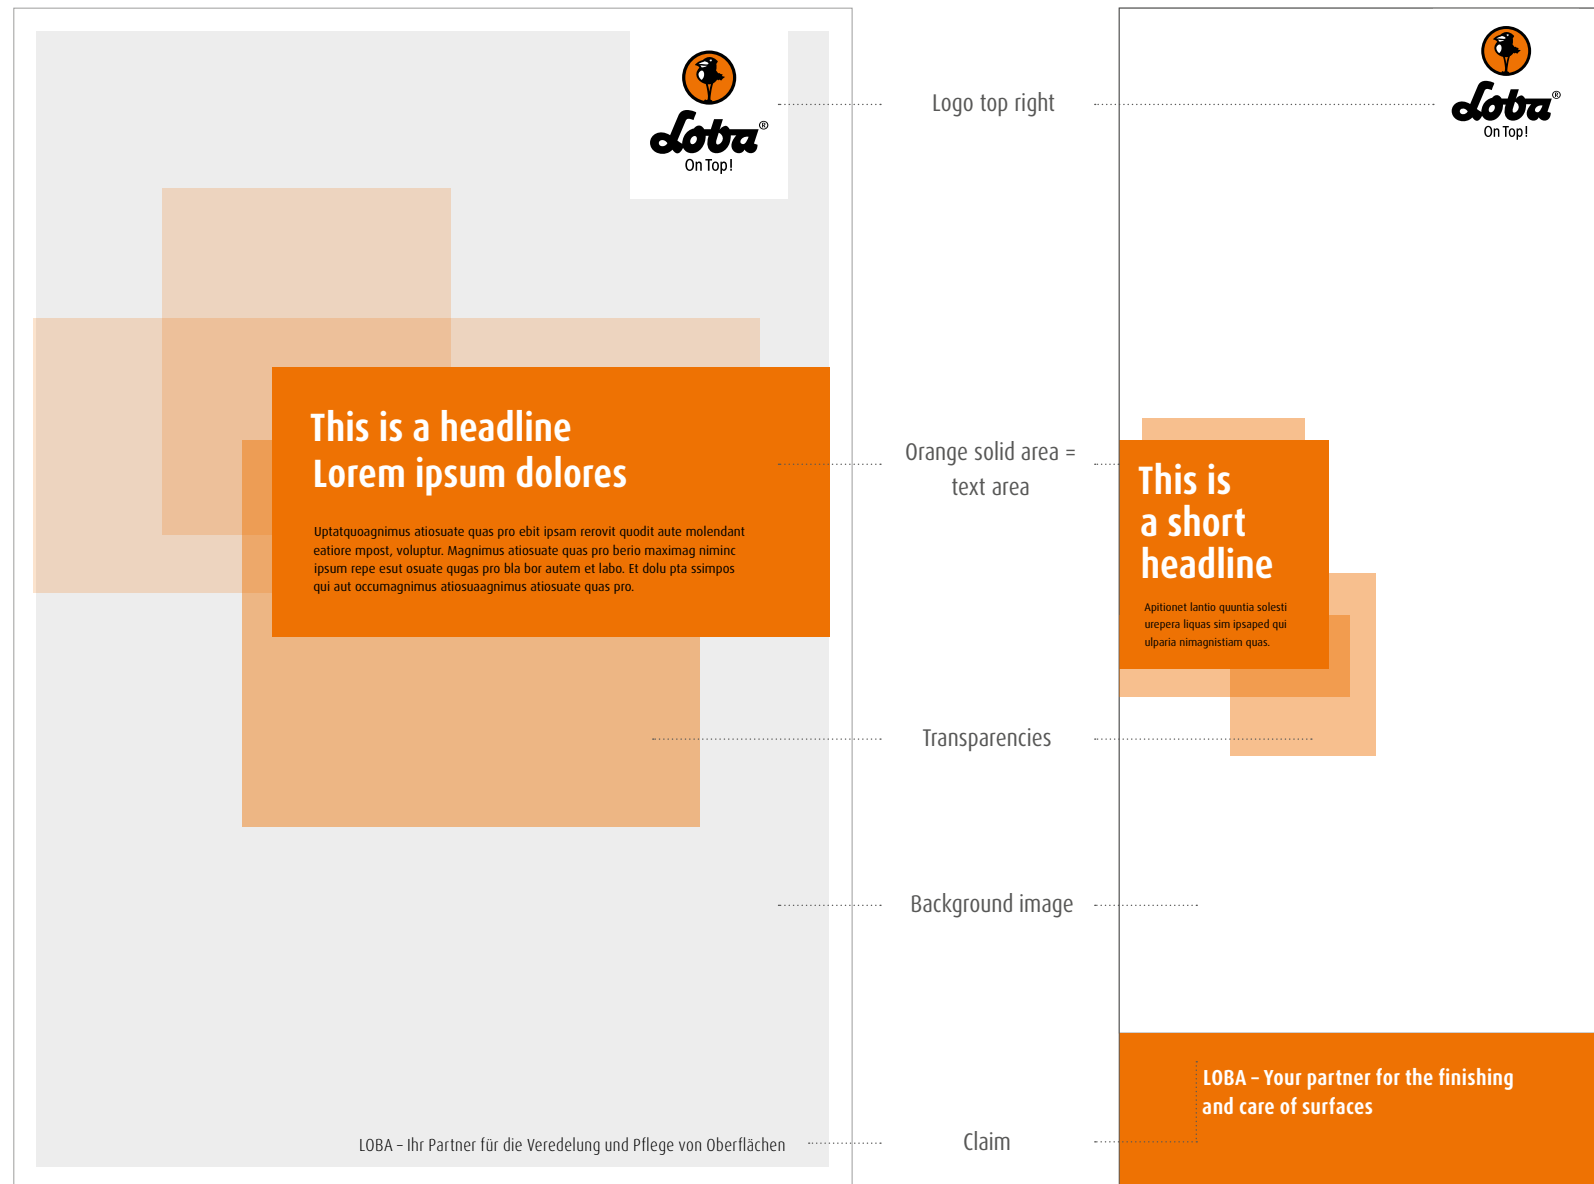 Loba®
On Top!
This is a headline
Lorem ipsum dolores
Uptatquoagnimus atiosuate quas pro ebit ipsam rerovit quodit aute molendant
eatiore mpost, voluptur. Magnimus atiosuate quas pro berio maximag niminc
ipsum repe esut osuate qugas pro bla bor autem et labo. Et dolu pta ssimpos
qui aut occumagnimus atiosuaagnimus atiosuate quas pro.
LOBA – Ihr Partner für die Veredelung und Pflege von Oberflächen
Logo top right
Orange solid area =
text area
Transparencies
Background image
Claim
Loba®
On Top!
This is
a short
headline
Apitionet lantio quuntia solesti
urepera liquas sim ipsaped qui
ulparia nimagnistiam quas.
LOBA – Your partner for the finishing
and care of surfaces